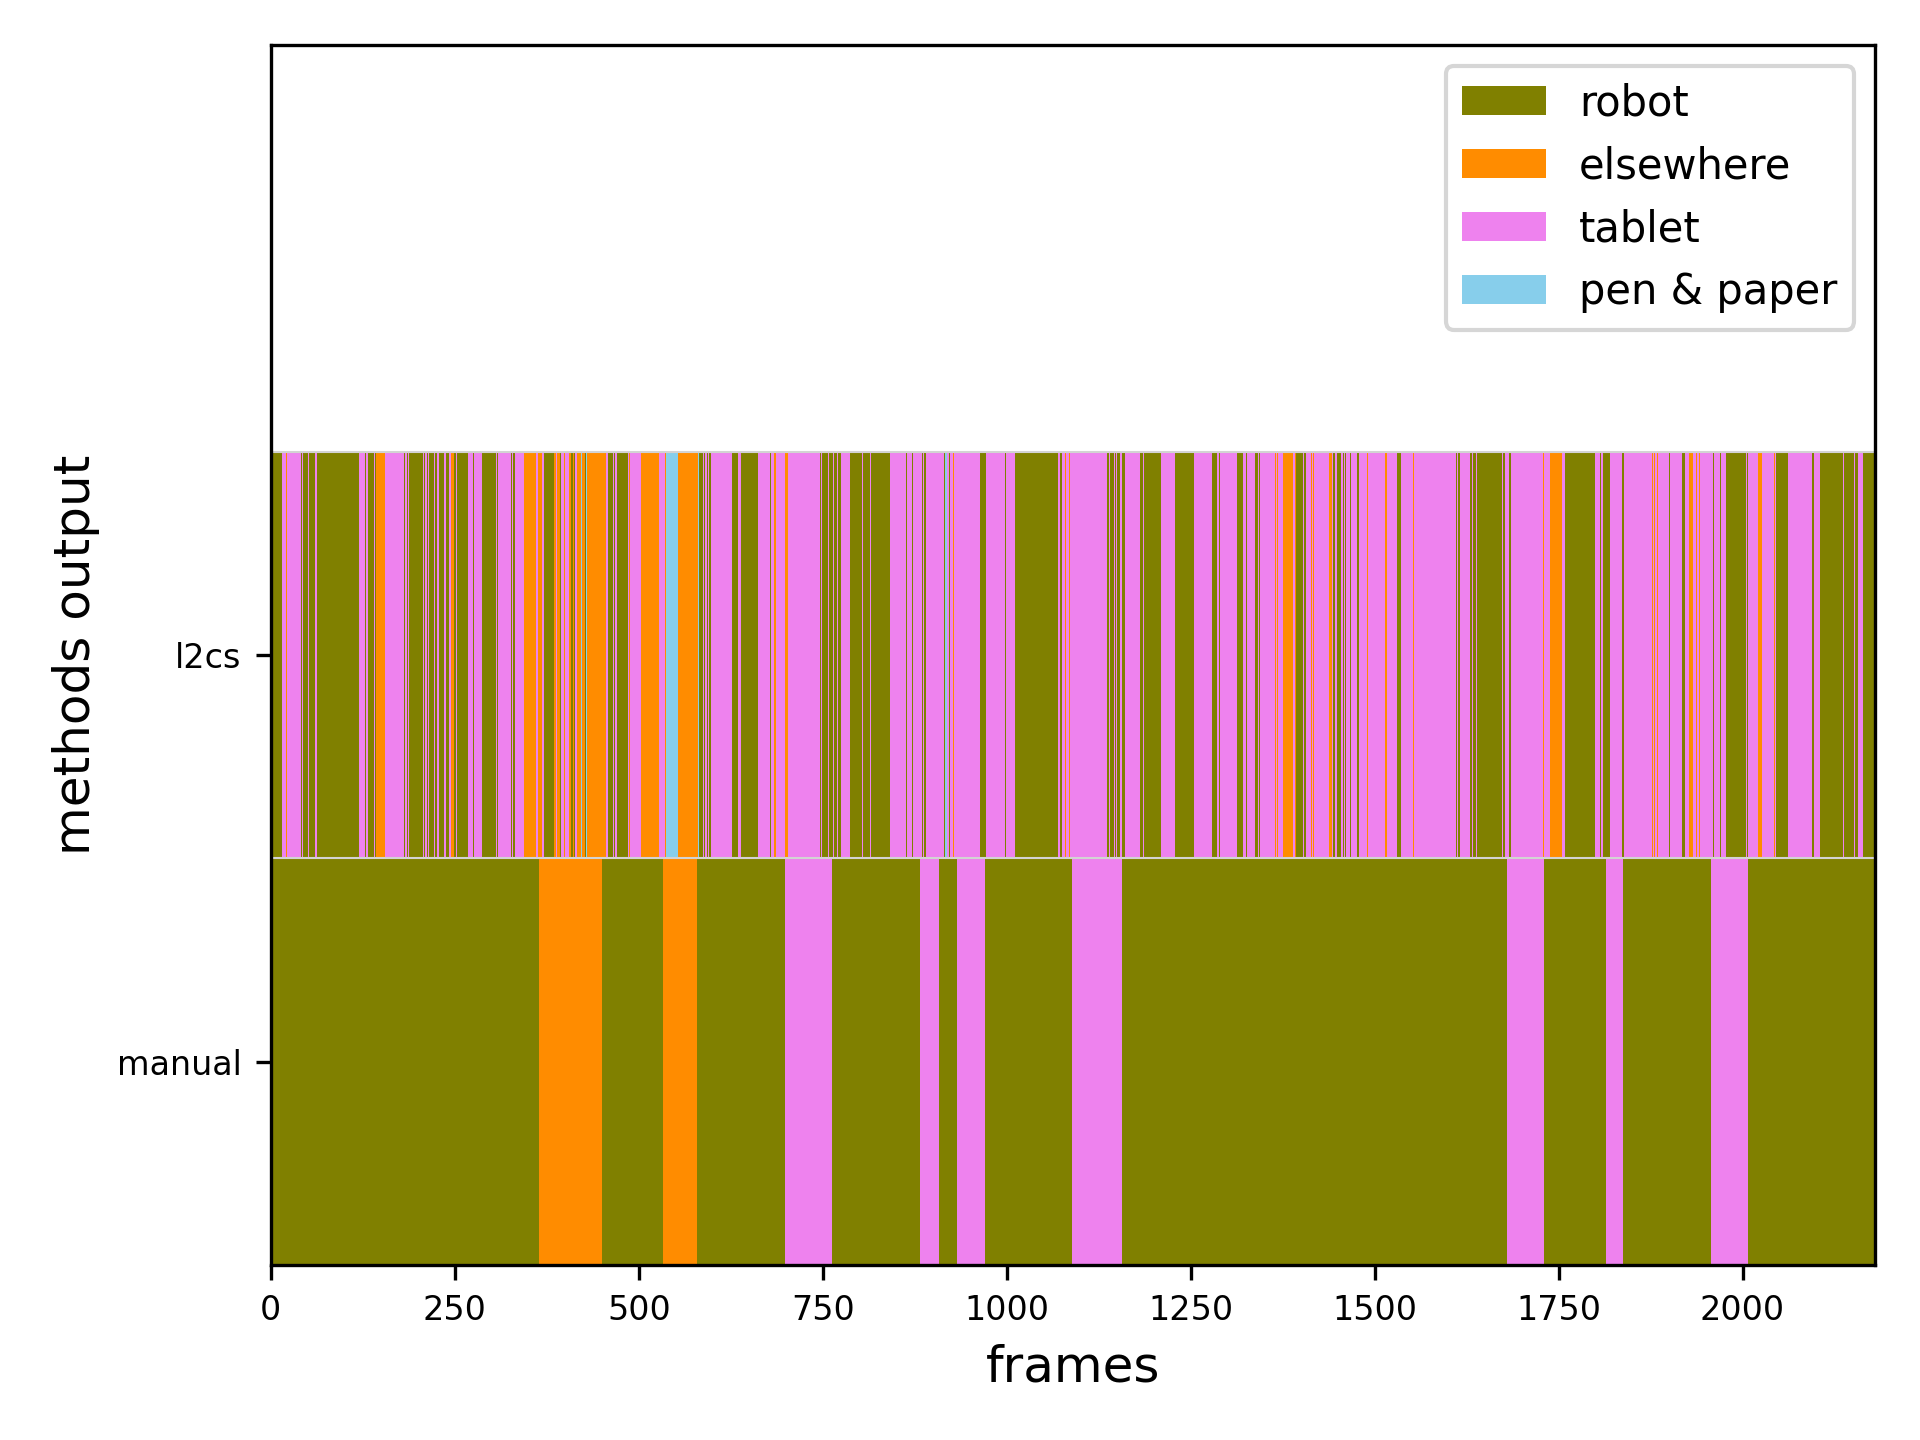 robot
elsewhere
tablet
pen & paper
methods output
l2cs
manual
0 250 500 750 1000 1250 1500 1750 2000
frames